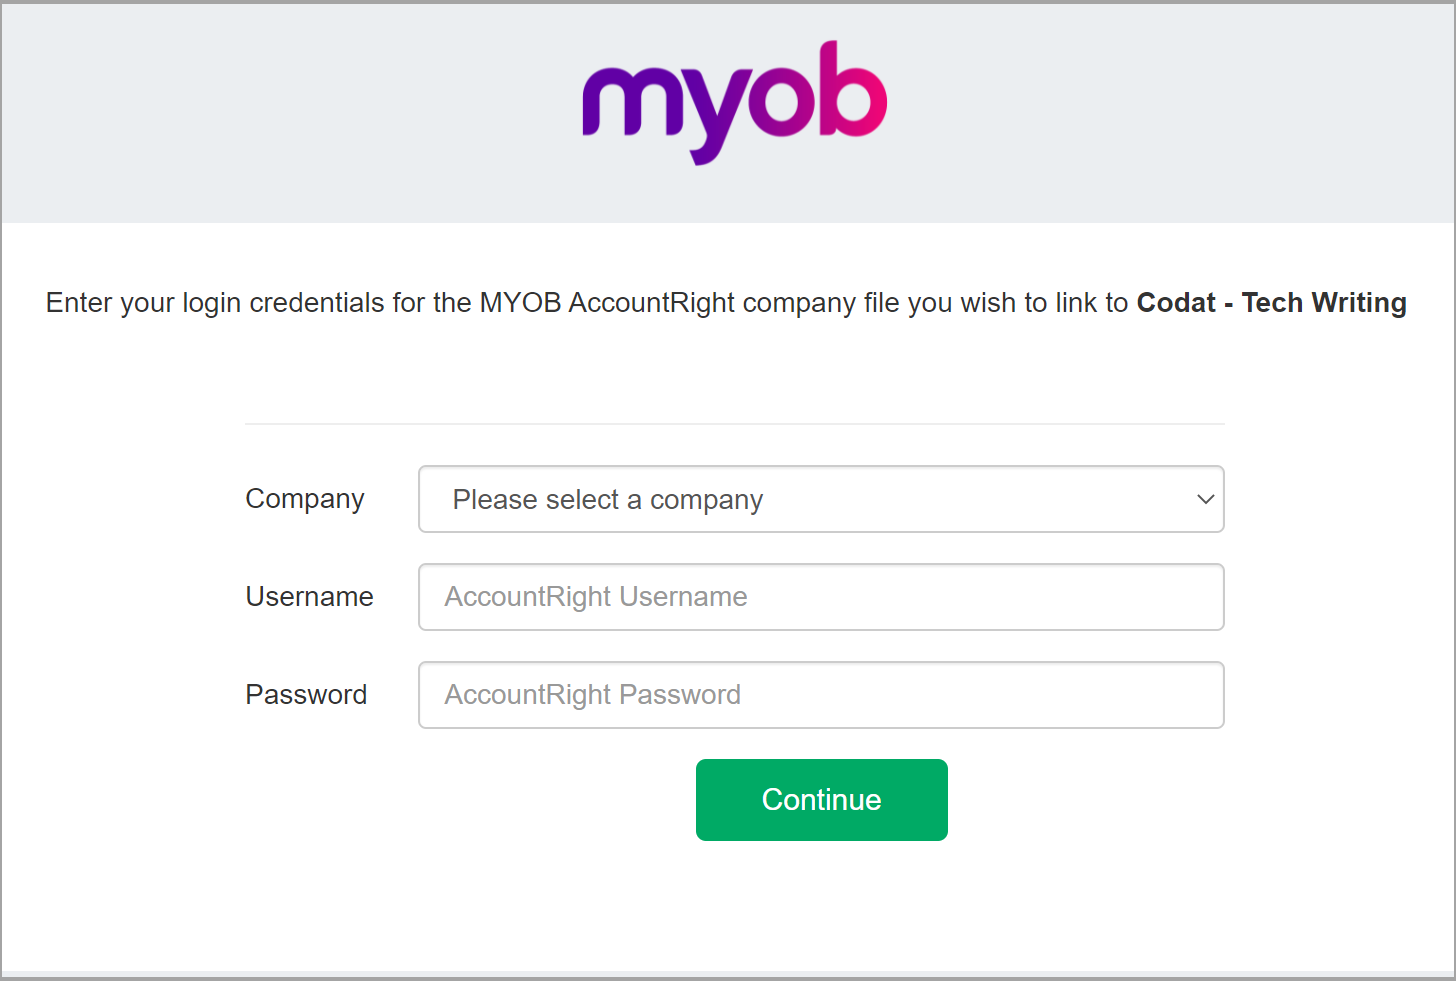 myob
Enter your login credentials for the MYOB AccountRight company file you wish to link to Codat - Tech Writing
Company
Please select a company
Username
AccountRight Username
Password
AccountRight Password
Continue